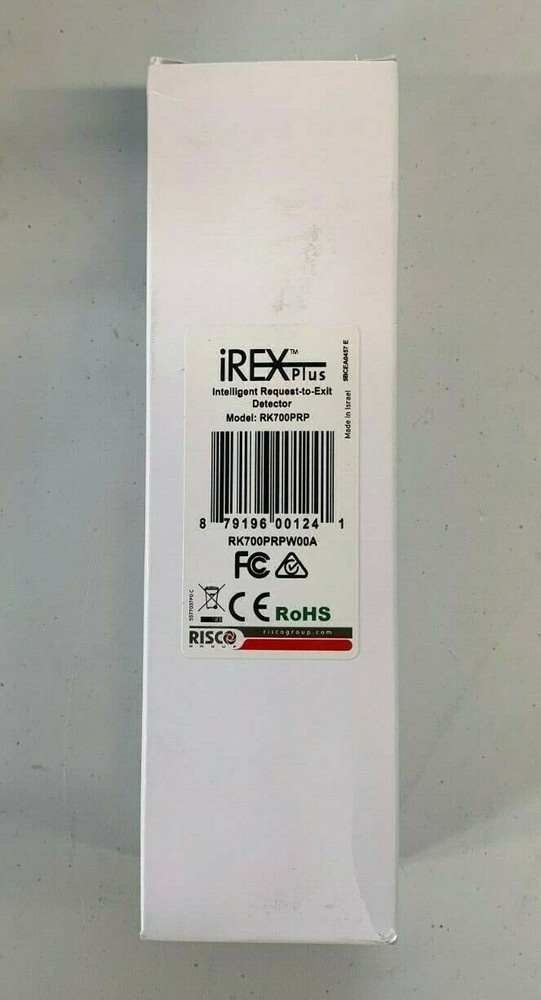 iREX™ Plus
Intelligent Request-to-Exit
Detector
Model: RK700PRP
Made in Israel
8 79196 00124 1
RK700PRPW00A
FC
CE RoHS
RISCO
GROUP
riscogroup.com